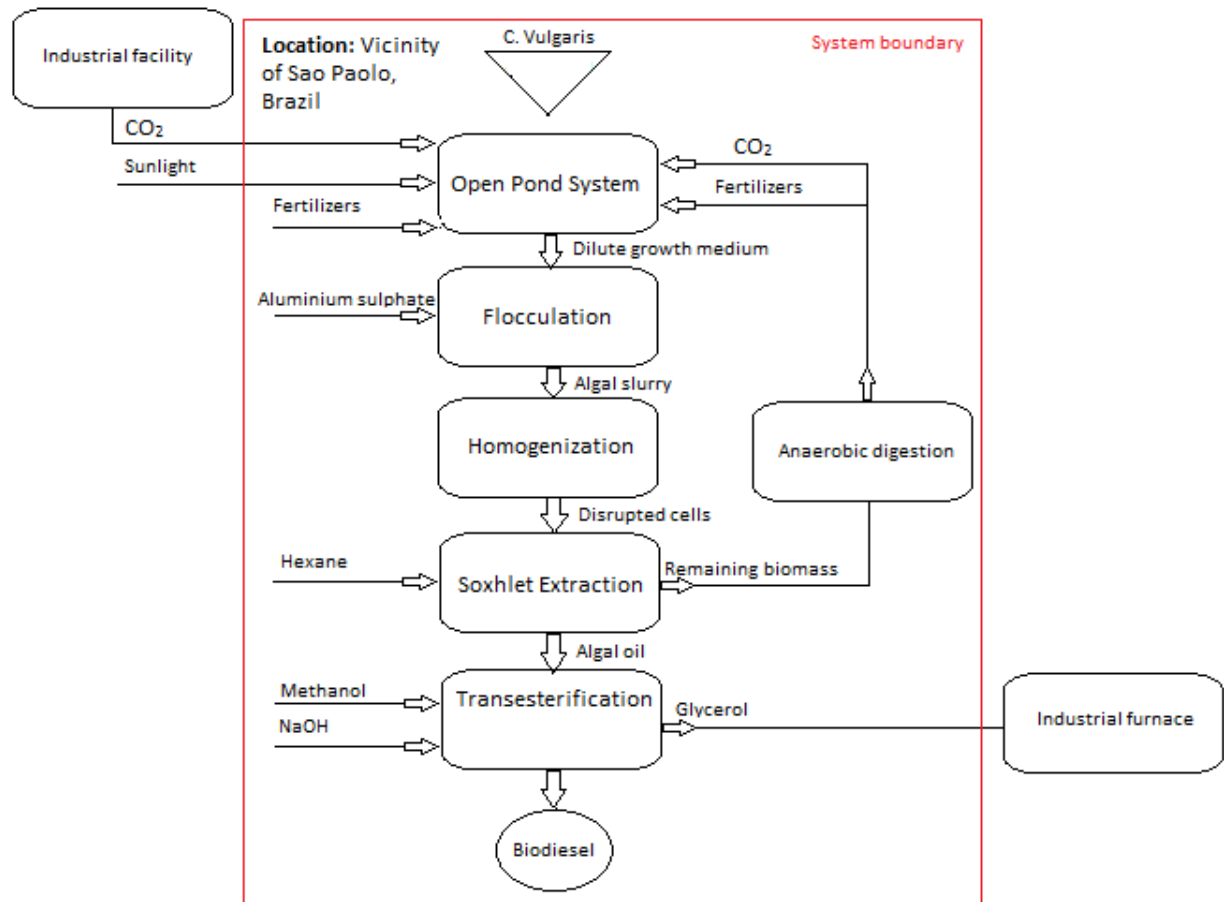 Industrial facility
Location: Vicinity
of Sao Paolo,
Brazil
C. Vulgaris
System boundary
CO₂
Sunlight
Fertilizers
Open Pond System
CO₂
Fertilizers
Dilute growth medium
Aluminium sulphate
Flocculation
Algal slurry
Homogenization
Anaerobic digestion
Disrupted cells
Hexane
Soxhlet Extraction
Remaining biomass
Algal oil
Methanol
NaOH
Transesterification
Glycerol
Industrial furnace
Biodiesel